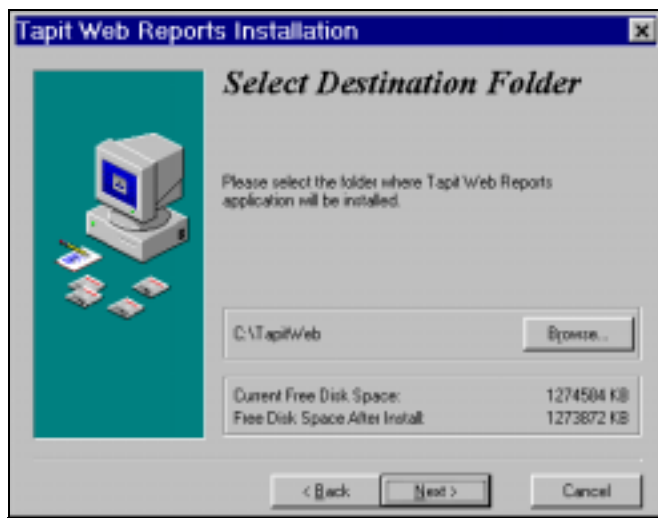 Tapit Web Reports Installation
Select Destination Folder
Please select the folder where Tapit Web Reports
application will be installed.
C:\TapitWeb
Browse...
Current Free Disk Space: 1274584 KB
Free Disk Space After Install: 1273872 KB
< Back
Next >
Cancel